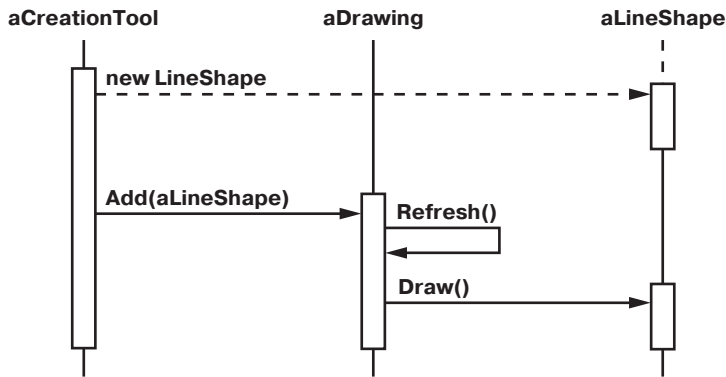 aCreationTool
aDrawing
aLineShape
new LineShape
Add(aLineShape)
Refresh()
Draw()